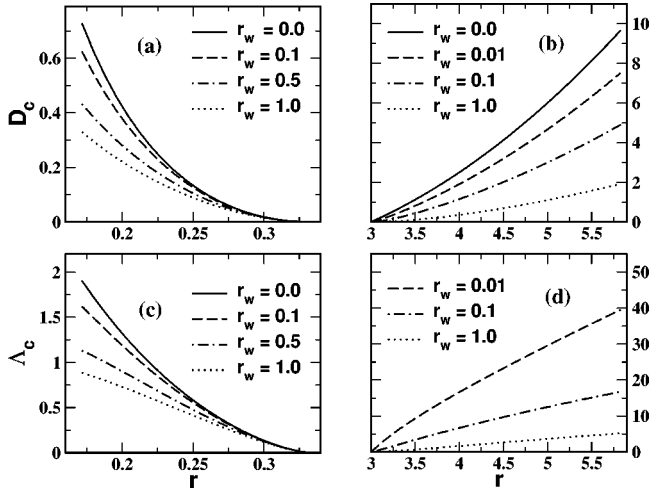 (a)
r_w = 0.0
r_w = 0.1
r_w = 0.5
r_w = 1.0
D_c
0.6
0.4
0.2
0
0.2
0.25
0.3
(b)
r_w = 0.0
r_w = 0.01
r_w = 0.1
r_w = 1.0
10
8
6
4
2
0
3
3.5
4
4.5
5
5.5
(c)
r_w = 0.0
r_w = 0.1
r_w = 0.5
r_w = 1.0
Λ_c
2
1.5
1
0.5
0
0.2
0.25
0.3
r
(d)
r_w = 0.01
r_w = 0.1
r_w = 1.0
50
40
30
20
10
0
3
3.5
4
4.5
5
5.5
r